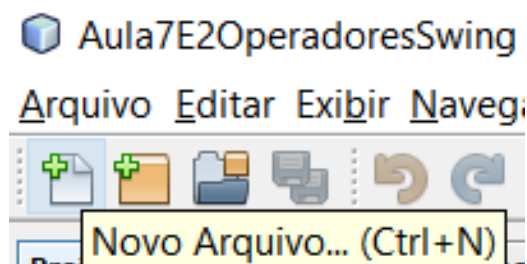 Aula7E2OperadoresSwing
Arquivo Editar Exibir Navega
Novo Arquivo... (Ctrl+N)